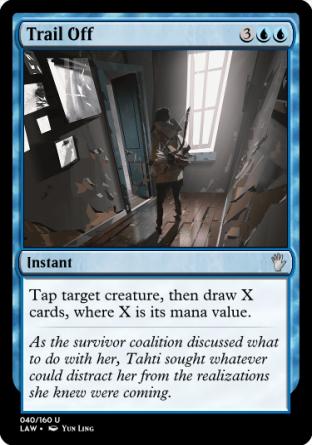 Trail Off 3
Instant
Tap target creature, then draw X
cards, where X is its mana value.
As the survivor coalition discussed what
to do with her, Tahti sought whatever
could distract her from the realizations
she knew were coming.
040/160 U
LAW • Yun Ling